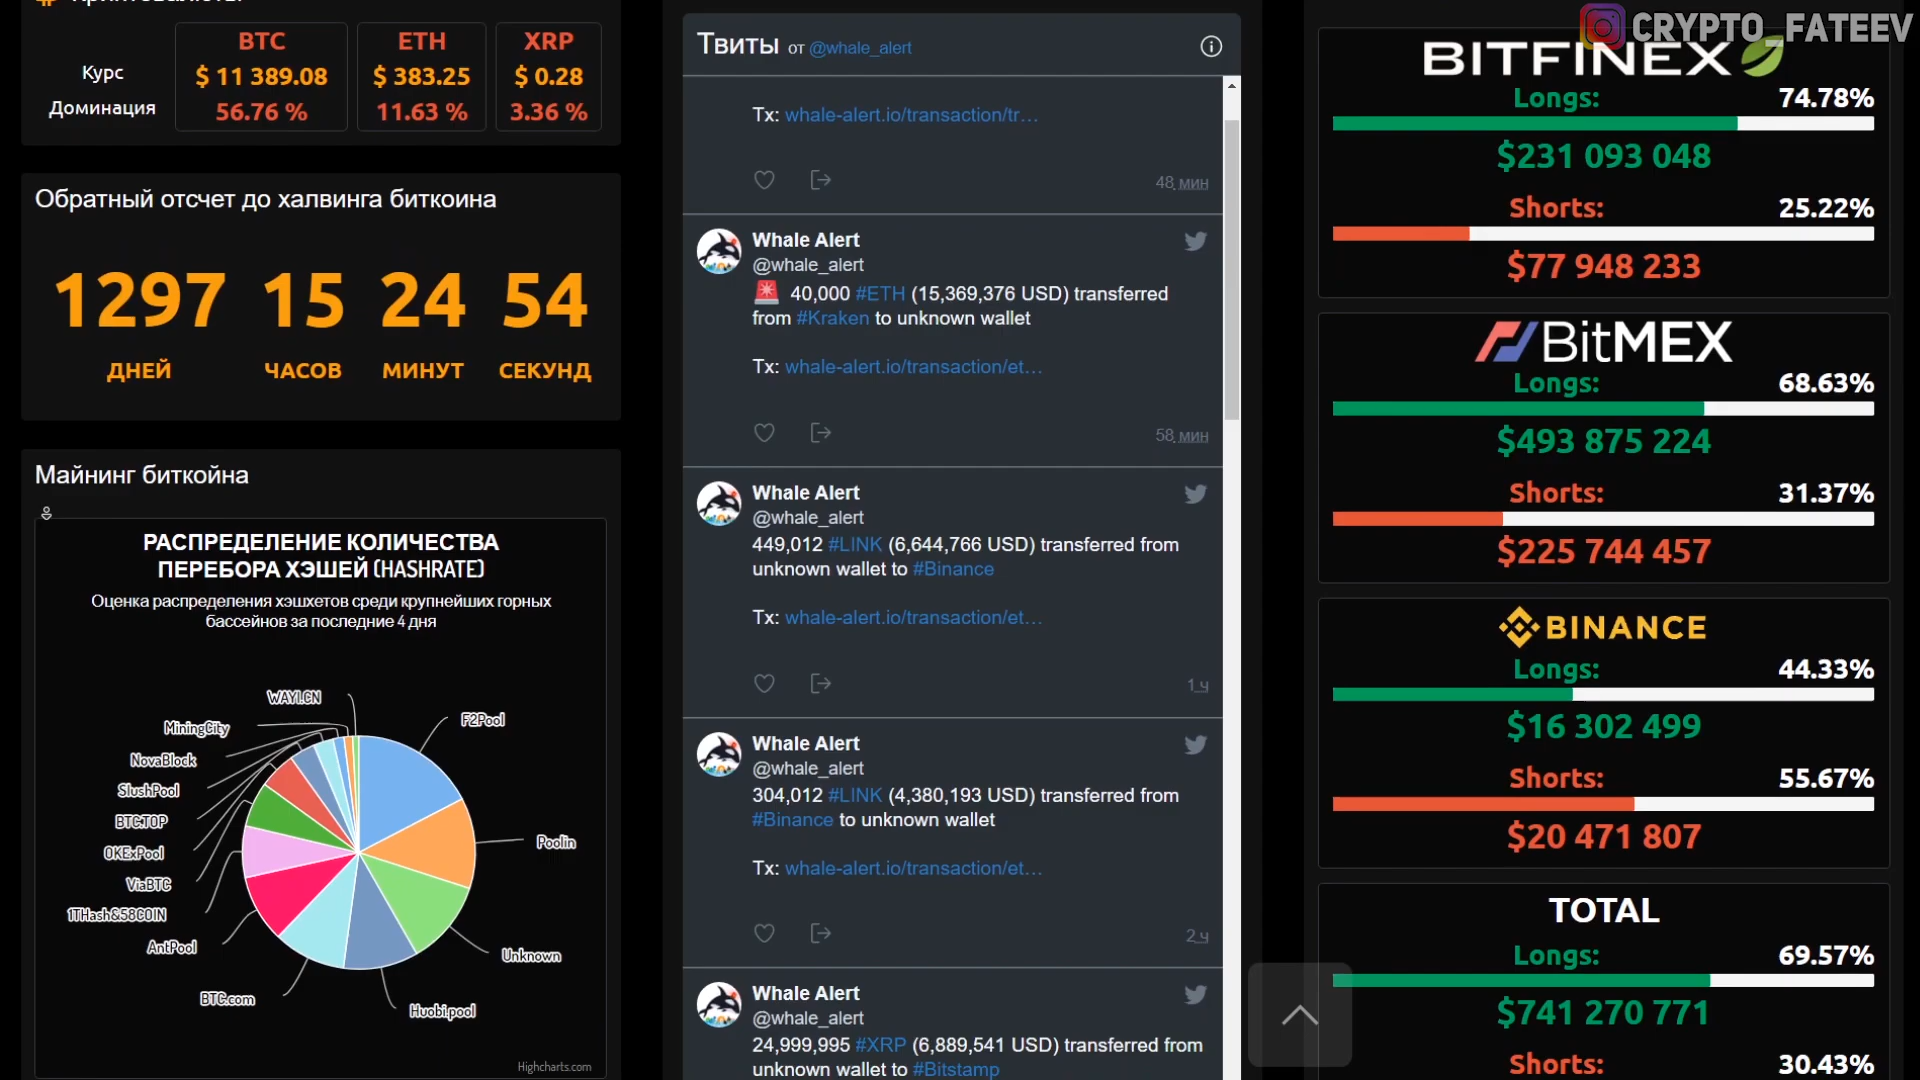 CRYPTO_FATEEV
BTC ETH XRP
Курс $ 11 389.08 $ 383.25 $ 0.28
Доминация 56.76 % 11.63 % 3.36 %
Обратный отсчет до халвинга биткоина
1297 15 24 54
ДНЕЙ ЧАСОВ МИНУТ СЕКУНД
Майнинг биткойна
РАСПРЕДЕЛЕНИЕ КОЛИЧЕСТВА
ПЕРЕБОРА ХЭШЕЙ (HASHRATE)
Оценка распределения хэшхетов среди крупнейших горных
бассейнов за последние 4 дня
WAYI.CN
F2Pool
MiningCity
NovaBlock
SlushPool
BTC.TOP
Poolin
OKExPool
ViaBTC
1THash&58COIN
AntPool
Unknown
BTC.com
Huobi.pool
Highcharts.com
Твиты от @whale_alert
Tx: whale-alert.io/transaction/tr…
48 мин
Whale Alert
@whale_alert
40,000 #ETH (15,369,376 USD) transferred
from #Kraken to unknown wallet
Tx: whale-alert.io/transaction/et…
58 мин
Whale Alert
@whale_alert
449,012 #LINK (6,644,766 USD) transferred from
unknown wallet to #Binance
Tx: whale-alert.io/transaction/et…
1 ч
Whale Alert
@whale_alert
304,012 #LINK (4,380,193 USD) transferred from
#Binance to unknown wallet
Tx: whale-alert.io/transaction/et…
2 ч
Whale Alert
@whale_alert
24,999,995 #XRP (6,889,541 USD) transferred from
unknown wallet to #Bitstamp
BITFINEX
Longs: 74.78%
$231 093 048
Shorts: 25.22%
$77 948 233
BitMEX
Longs: 68.63%
$493 875 224
Shorts: 31.37%
$225 744 457
BINANCE
Longs: 44.33%
$16 302 499
Shorts: 55.67%
$20 471 807
TOTAL
Longs: 69.57%
$741 270 771
Shorts: 30.43%